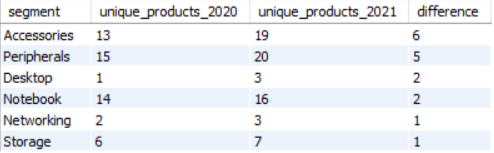 segment unique_products_2020 unique_products_2021 difference
Accessories 13 19 6
Peripherals 15 20 5
Desktop 1 3 2
Notebook 14 16 2
Networking 2 3 1
Storage 6 7 1